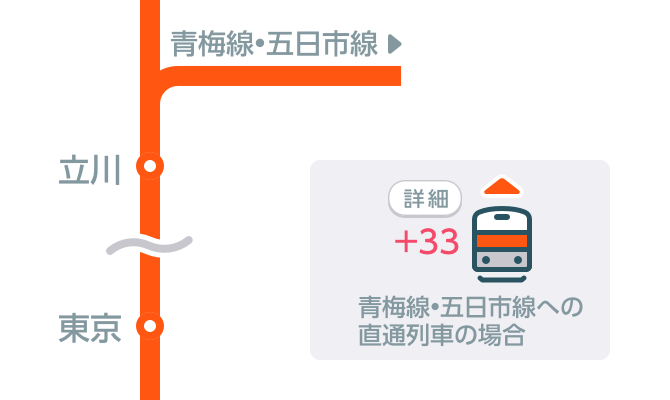 青梅線・五日市線
立川
東京
詳細
+33
青梅線・五日市線への
直通列車の場合